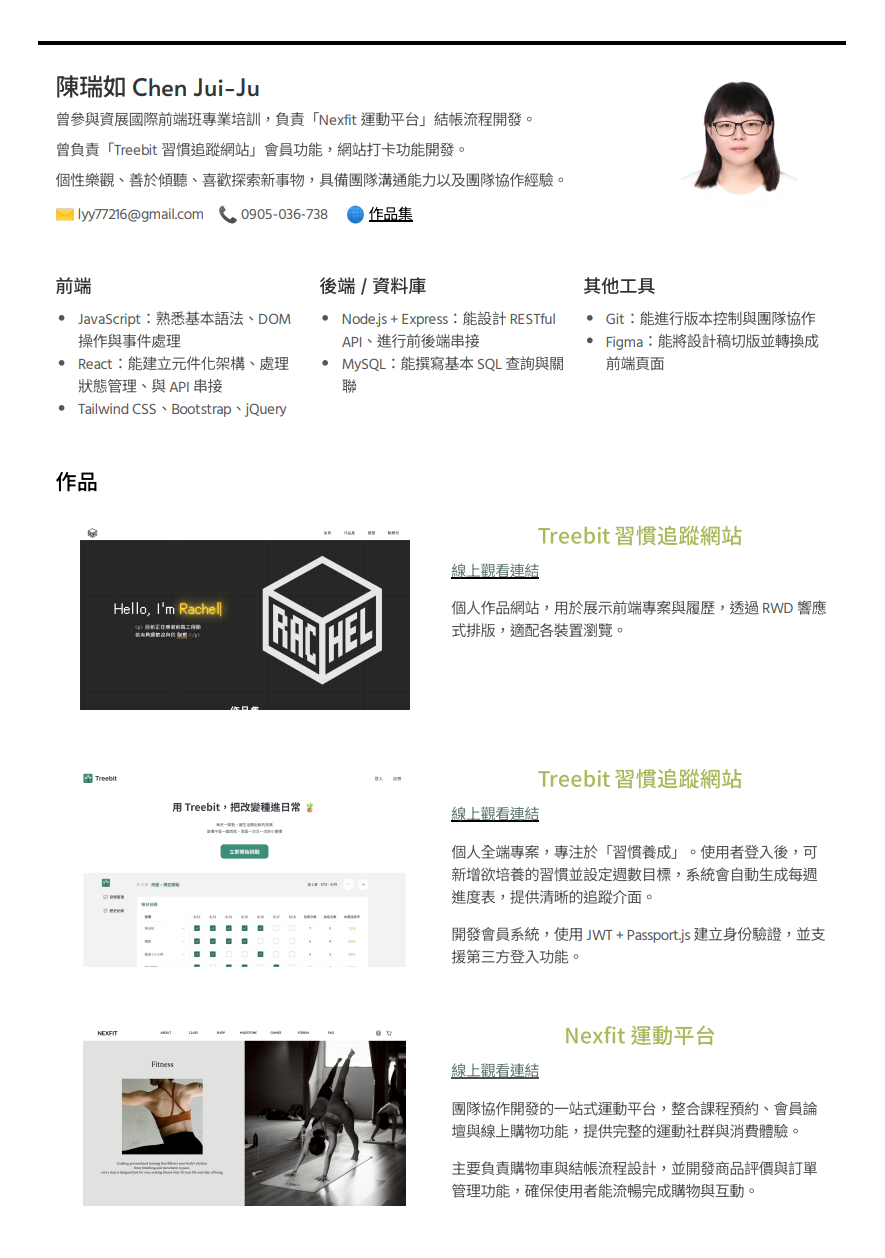 陳瑞如 Chen Jui-Ju
曾參與資展國際前端班專業培訓，負責「Nexfit 運動平台」結帳流程開發。
曾負責「Treebit 習慣追蹤網站」會員功能，網站打卡功能開發。
個性樂觀、善於傾聽、喜歡探索新事物，具備團隊溝通能力以及團隊協作經驗。
lyy77216@gmail.com 0905-036-738 作品集
前端
JavaScript：熟悉基本語法、DOM
操作與事件處理
React：能建立元件化架構、處理
狀態管理、與 API 串接
Tailwind CSS、Bootstrap、jQuery
後端 / 資料庫
Node.js + Express：能設計 RESTful
API、進行前後端串接
MySQL：能撰寫基本 SQL 查詢與關
聯
其他工具
Git：能進行版本控制與團隊協作
Figma：能將設計稿切版並轉換成
前端頁面
作品
Hello, I'm Rachel
RACHEL
作品集
Treebit 習慣追蹤網站
線上觀看連結
個人作品網站，用於展示前端專案與履歷，透過 RWD 響應
式排版，適配各裝置瀏覽。
Treebit
登入 註冊
用 Treebit，把改變種進日常
立即開始挑戰
Treebit 習慣追蹤網站
線上觀看連結
個人全端專案，專注於「習慣養成」。使用者登入後，可
新增欲培養的習慣並設定週數目標，系統會自動生成每週
進度表，提供清晰的追蹤介面。
開發會員系統，使用 JWT + Passport.js 建立身份驗證，並支
援第三方登入功能。
NEXFIT ABOUT CLASS SHOP MILESTONE GAMES FORUM FAQ
Fitness
Nexfit 運動平台
線上觀看連結
團隊協作開發的一站式運動平台，整合課程預約、會員論
壇與線上購物功能，提供完整的運動社群與消費體驗。
主要負責購物車與結帳流程設計，並開發商品評價與訂單
管理功能，確保使用者能流暢完成購物與互動。